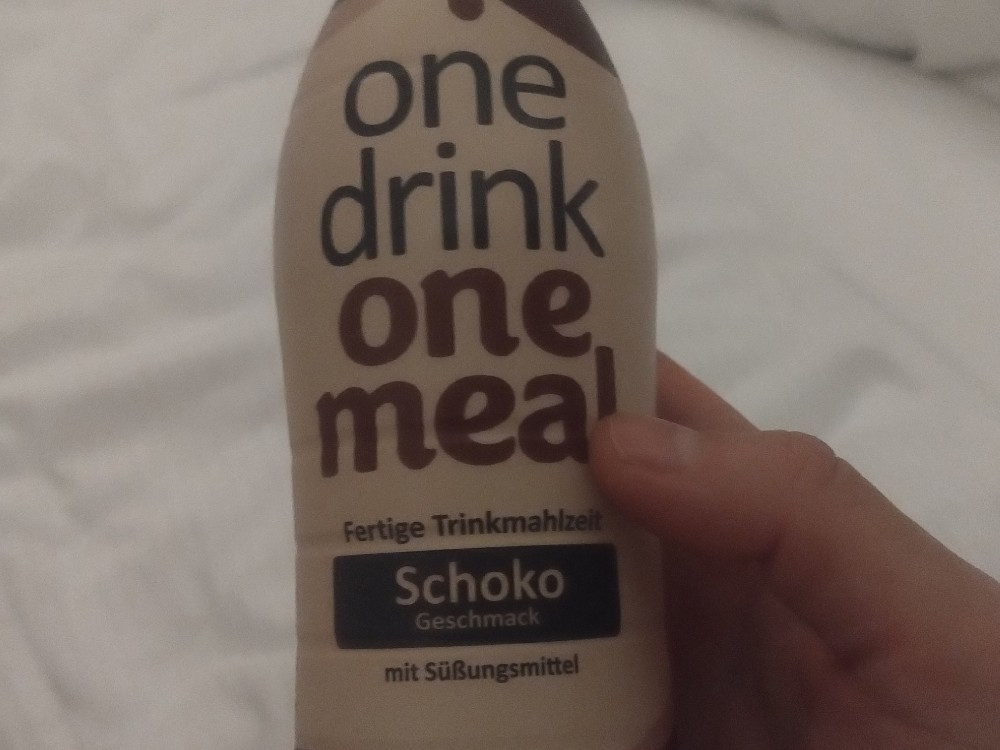 one
drink
one
meal
Fertige Trinkmahlzeit
Schoko
Geschmack
mit Süßungsmittel